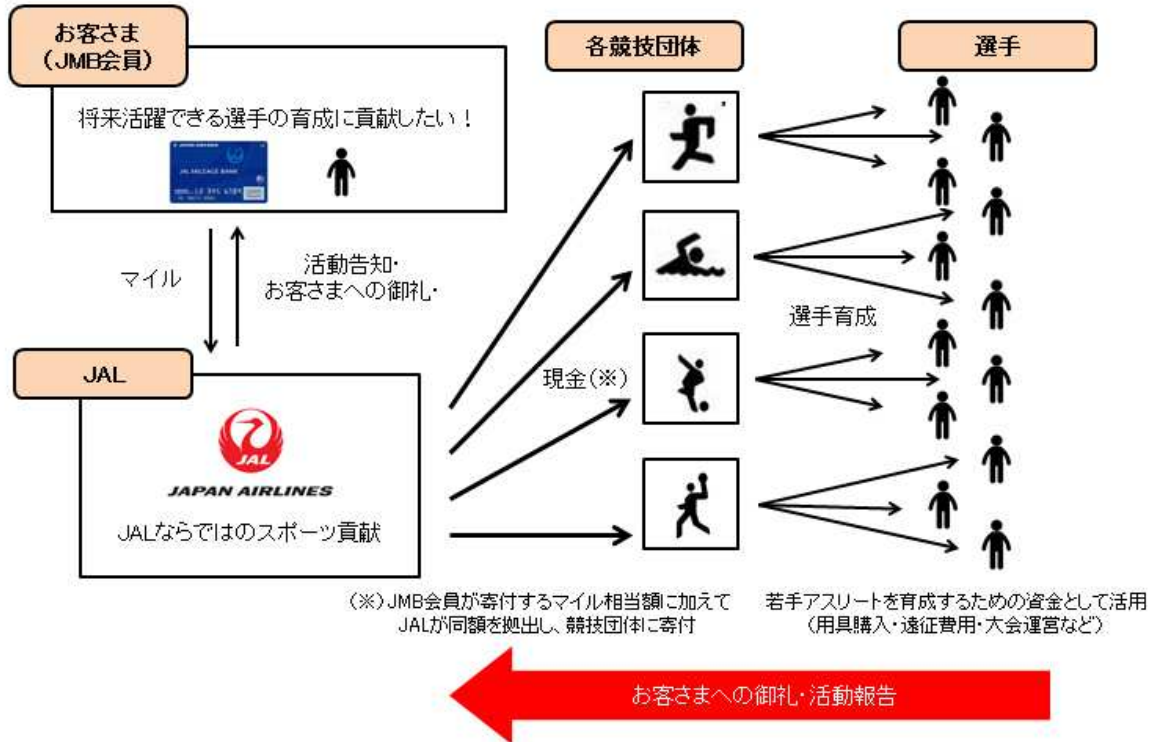 お客さま
(JMB会員)
将来活躍できる選手の育成に貢献したい！
JAPAN AIRLINES
JAL MILEAGE BANK
マイル
活動告知・
お客さまへの御礼・
JAL
JAL
JAPAN AIRLINES
JALならではのスポーツ貢献
各競技団体
現金(※)
選手
選手育成
(※)JMB会員が寄付するマイル相当額に加えて
JALが同額を拠出し、競技団体に寄付
若手アスリートを育成するための資金として活用
(用具購入・遠征費用・大会運営など)
お客さまへの御礼・活動報告